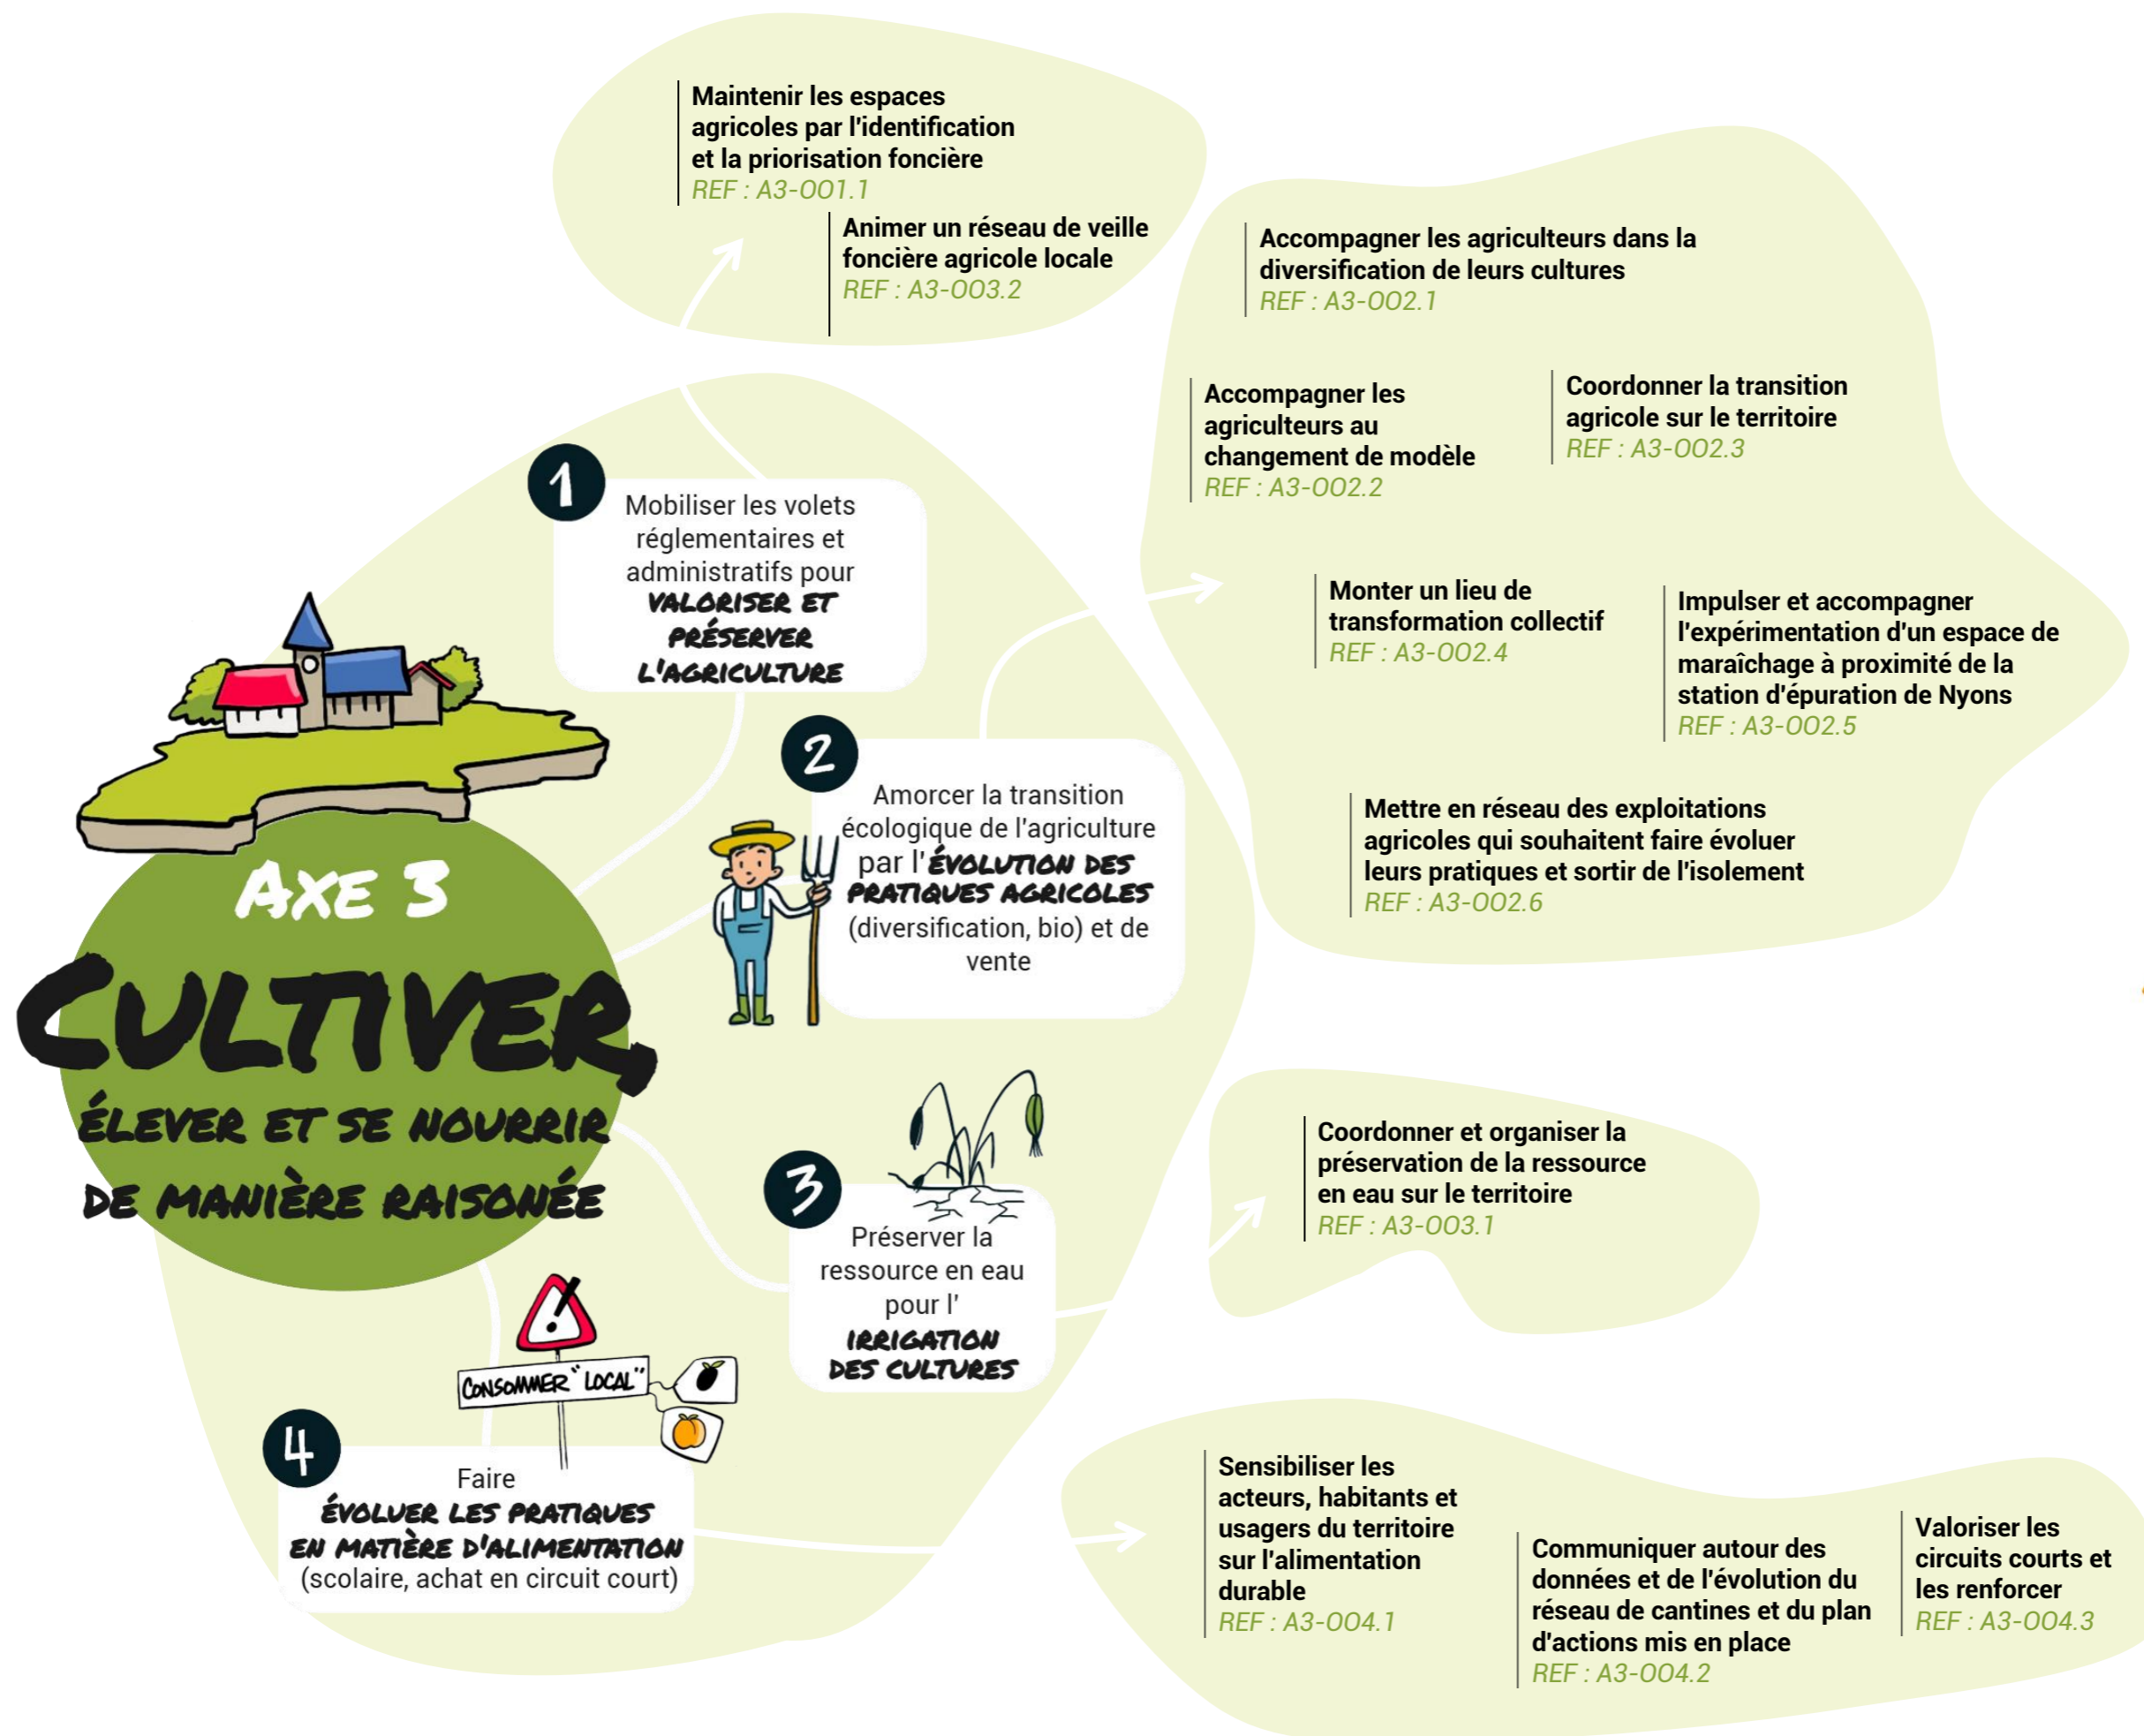 Maintenir les espaces
agricoles par l'identification
et la priorisation foncière
REF : A3-001.1
Animer un réseau de veille
foncière agricole locale
REF : A3-003.2
Accompagner les agriculteurs dans la
diversification de leurs cultures
REF : A3-002.1
Accompagner les
agriculteurs au
changement de modèle
REF : A3-002.2
Coordonner la transition
agricole sur le territoire
REF : A3-002.3
Monter un lieu de
transformation collectif
REF : A3-002.4
Impulser et accompagner
l'expérimentation d'un espace de
maraîchage à proximité de la
station d'épuration de Nyons
REF : A3-002.5
Mettre en réseau des exploitations
agricoles qui souhaitent faire évoluer
leurs pratiques et sortir de l'isolement
REF : A3-002.6
1
Mobiliser les volets
réglementaires et
administratifs pour
VALORISER ET
PRÉSERVER
L'AGRICULTURE
2
Amorcer la transition
écologique de l'agriculture
par l'ÉVOLUTION DES
PRATIQUES AGRICOLES
(diversification, bio) et de
vente
AXE 3
CULTIVER,
ÉLEVER ET SE NOURRIR
DE MANIÈRE RAISONÉE
3
Préserver la
ressource en eau
pour l'
IRRIGATION
DES CULTURES
Coordonner et organiser la
préservation de la ressource
en eau sur le territoire
REF : A3-003.1
CONSOMMER "LOCAL"
4
Faire
ÉVOLUER LES PRATIQUES
EN MATIÈRE D'ALIMENTATION
(scolaire, achat en circuit court)
Sensibiliser les
acteurs, habitants et
usagers du territoire
sur l'alimentation
durable
REF : A3-004.1
Communiquer autour des
données et de l'évolution du
réseau de cantines et du plan
d'actions mis en place
REF : A3-004.2
Valoriser les
circuits courts et
les renforcer
REF : A3-004.3